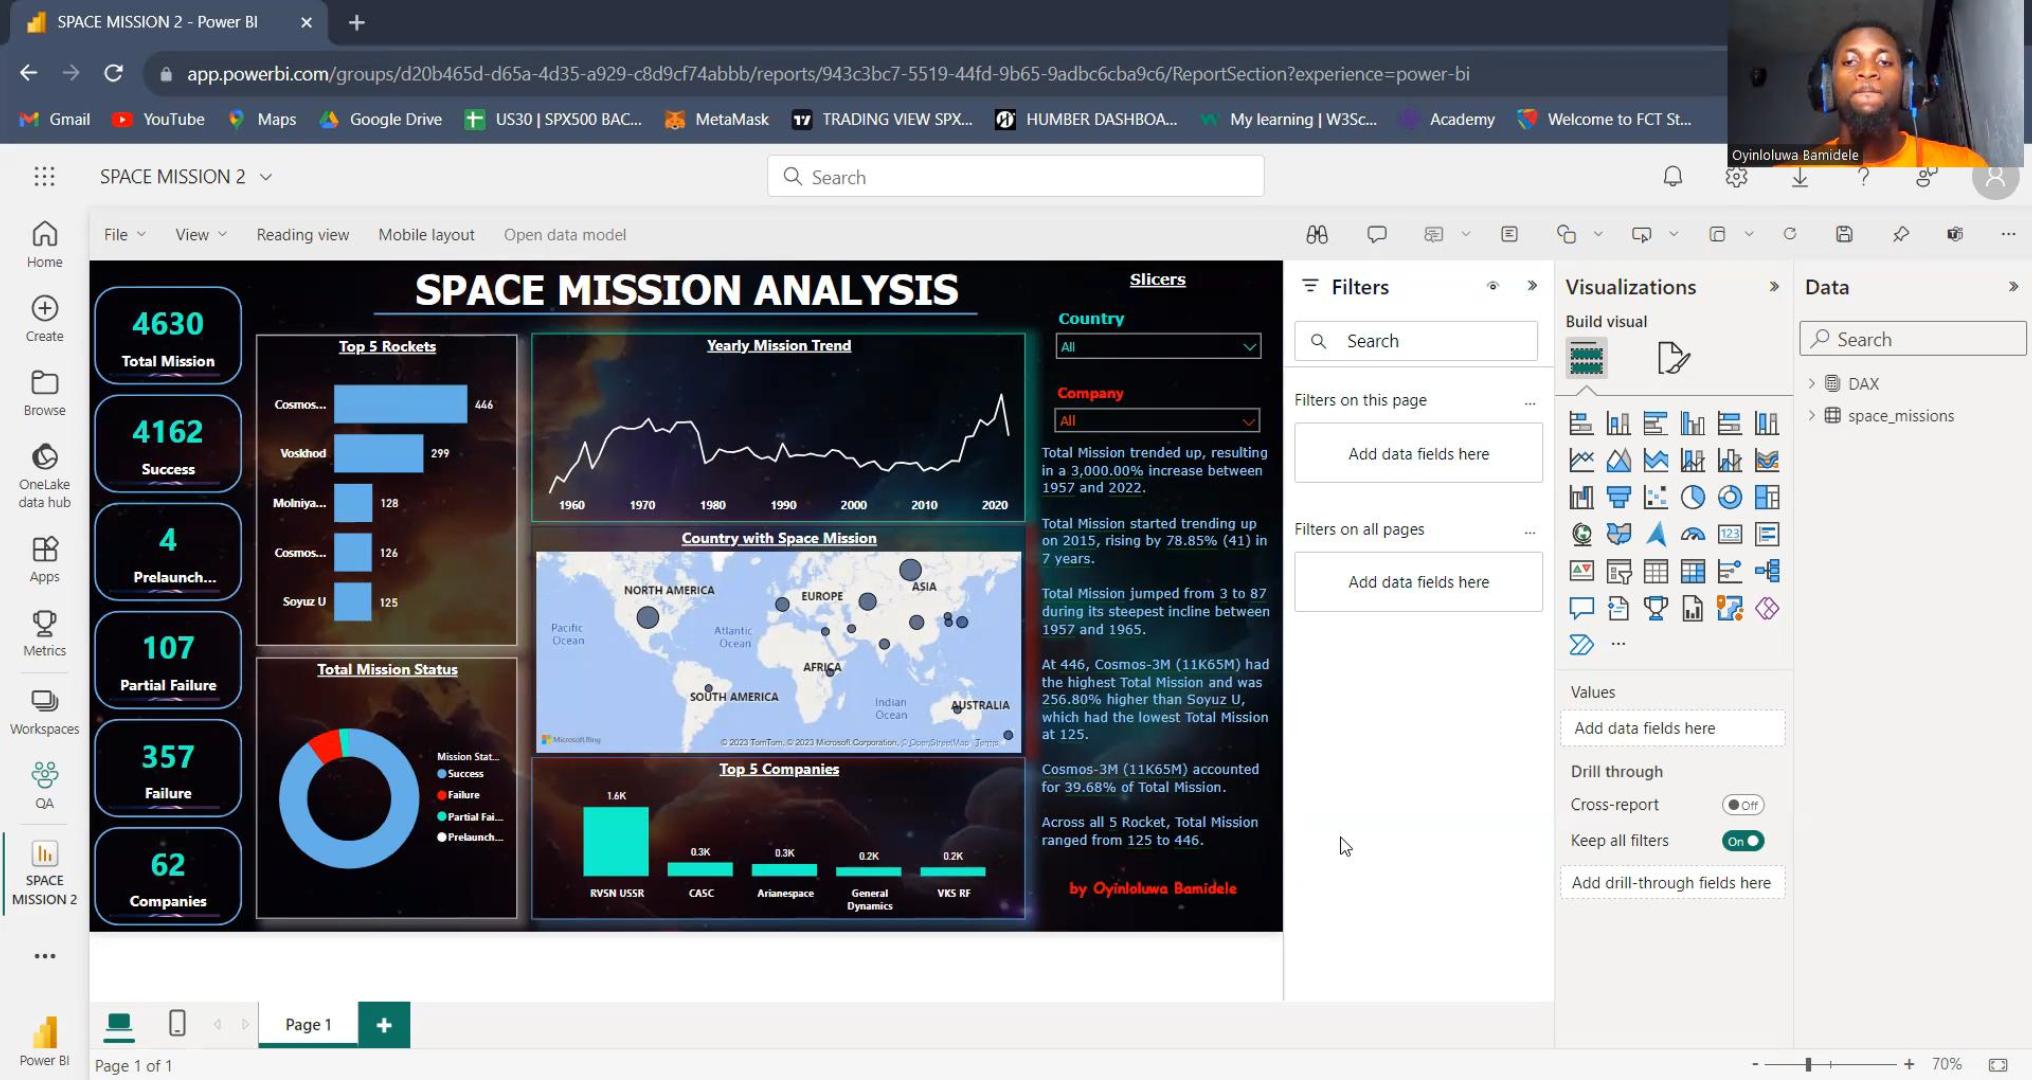 SPACE MISSION 2 - Power BI
app.powerbi.com/groups/d20b465d-d65a-4d35-a929-c8d9cf74abbb/reports/943c3bc7-5519-44fd-9b65-9adbc6cba9c6/ReportSection?experience=power-bi
Gmail
YouTube
Maps
Google Drive
US30 | SPX500 BAC...
MetaMask
TRADING VIEW SPX...
HUMBER DASHBOA...
My learning | W3Sc...
Academy
Welcome to FCT St...
Oyinloluwa Bamidele
SPACE MISSION 2
Search
File
View
Reading view
Mobile layout
Open data model
Home
Create
Browse
OneLake
data hub
Apps
Metrics
Workspaces
QA
SPACE
MISSION 2
Power BI
SPACE MISSION ANALYSIS
4630
Total Mission
4162
Success
4
Prelaunch...
107
Partial Failure
357
Failure
62
Companies
Top 5 Rockets
Cosmos... 446
Voskhod 299
Molniya... 128
Cosmos... 126
Soyuz U 125
Total Mission Status
Mission Stat...
Success
Failure
Partial Fai...
Prelaunch...
Yearly Mission Trend
1960 1970 1980 1990 2000 2010 2020
Country with Space Mission
NORTH AMERICA
EUROPE
ASIA
Pacific
Ocean
Atlantic
Ocean
AFRICA
SOUTH AMERICA
Indian
Ocean
AUSTRALIA
Microsoft Bing
© 2023 TomTom, © 2023 Microsoft Corporation, © OpenStreetMap Terms
Top 5 Companies
1.6K
0.3K
0.3K
0.2K
0.2K
RVSN USSR
CASC
Arianespace
General
Dynamics
VKS RF
Slicers
Country
All
Company
All
Total Mission trended up, resulting
in a 3,000.00% increase between
1957 and 2022.
Total Mission started trending up
on 2015, rising by 78.85% (41) in
7 years.
Total Mission jumped from 3 to 87
during its steepest incline between
1957 and 1965.
At 446, Cosmos-3M (11K65M) had
the highest Total Mission and was
256.80% higher than Soyuz U,
which had the lowest Total Mission
at 125.
Cosmos-3M (11K65M) accounted
for 39.68% of Total Mission.
Across all 5 Rocket, Total Mission
ranged from 125 to 446.
by Oyinloluwa Bamidele
Filters
Search
Filters on this page
Add data fields here
Filters on all pages
Add data fields here
Visualizations
Build visual
123
Values
Add data fields here
Drill through
Cross-report
Off
Keep all filters
On
Add drill-through fields here
Data
Search
DAX
space_missions
Page 1
Page 1 of 1
70%